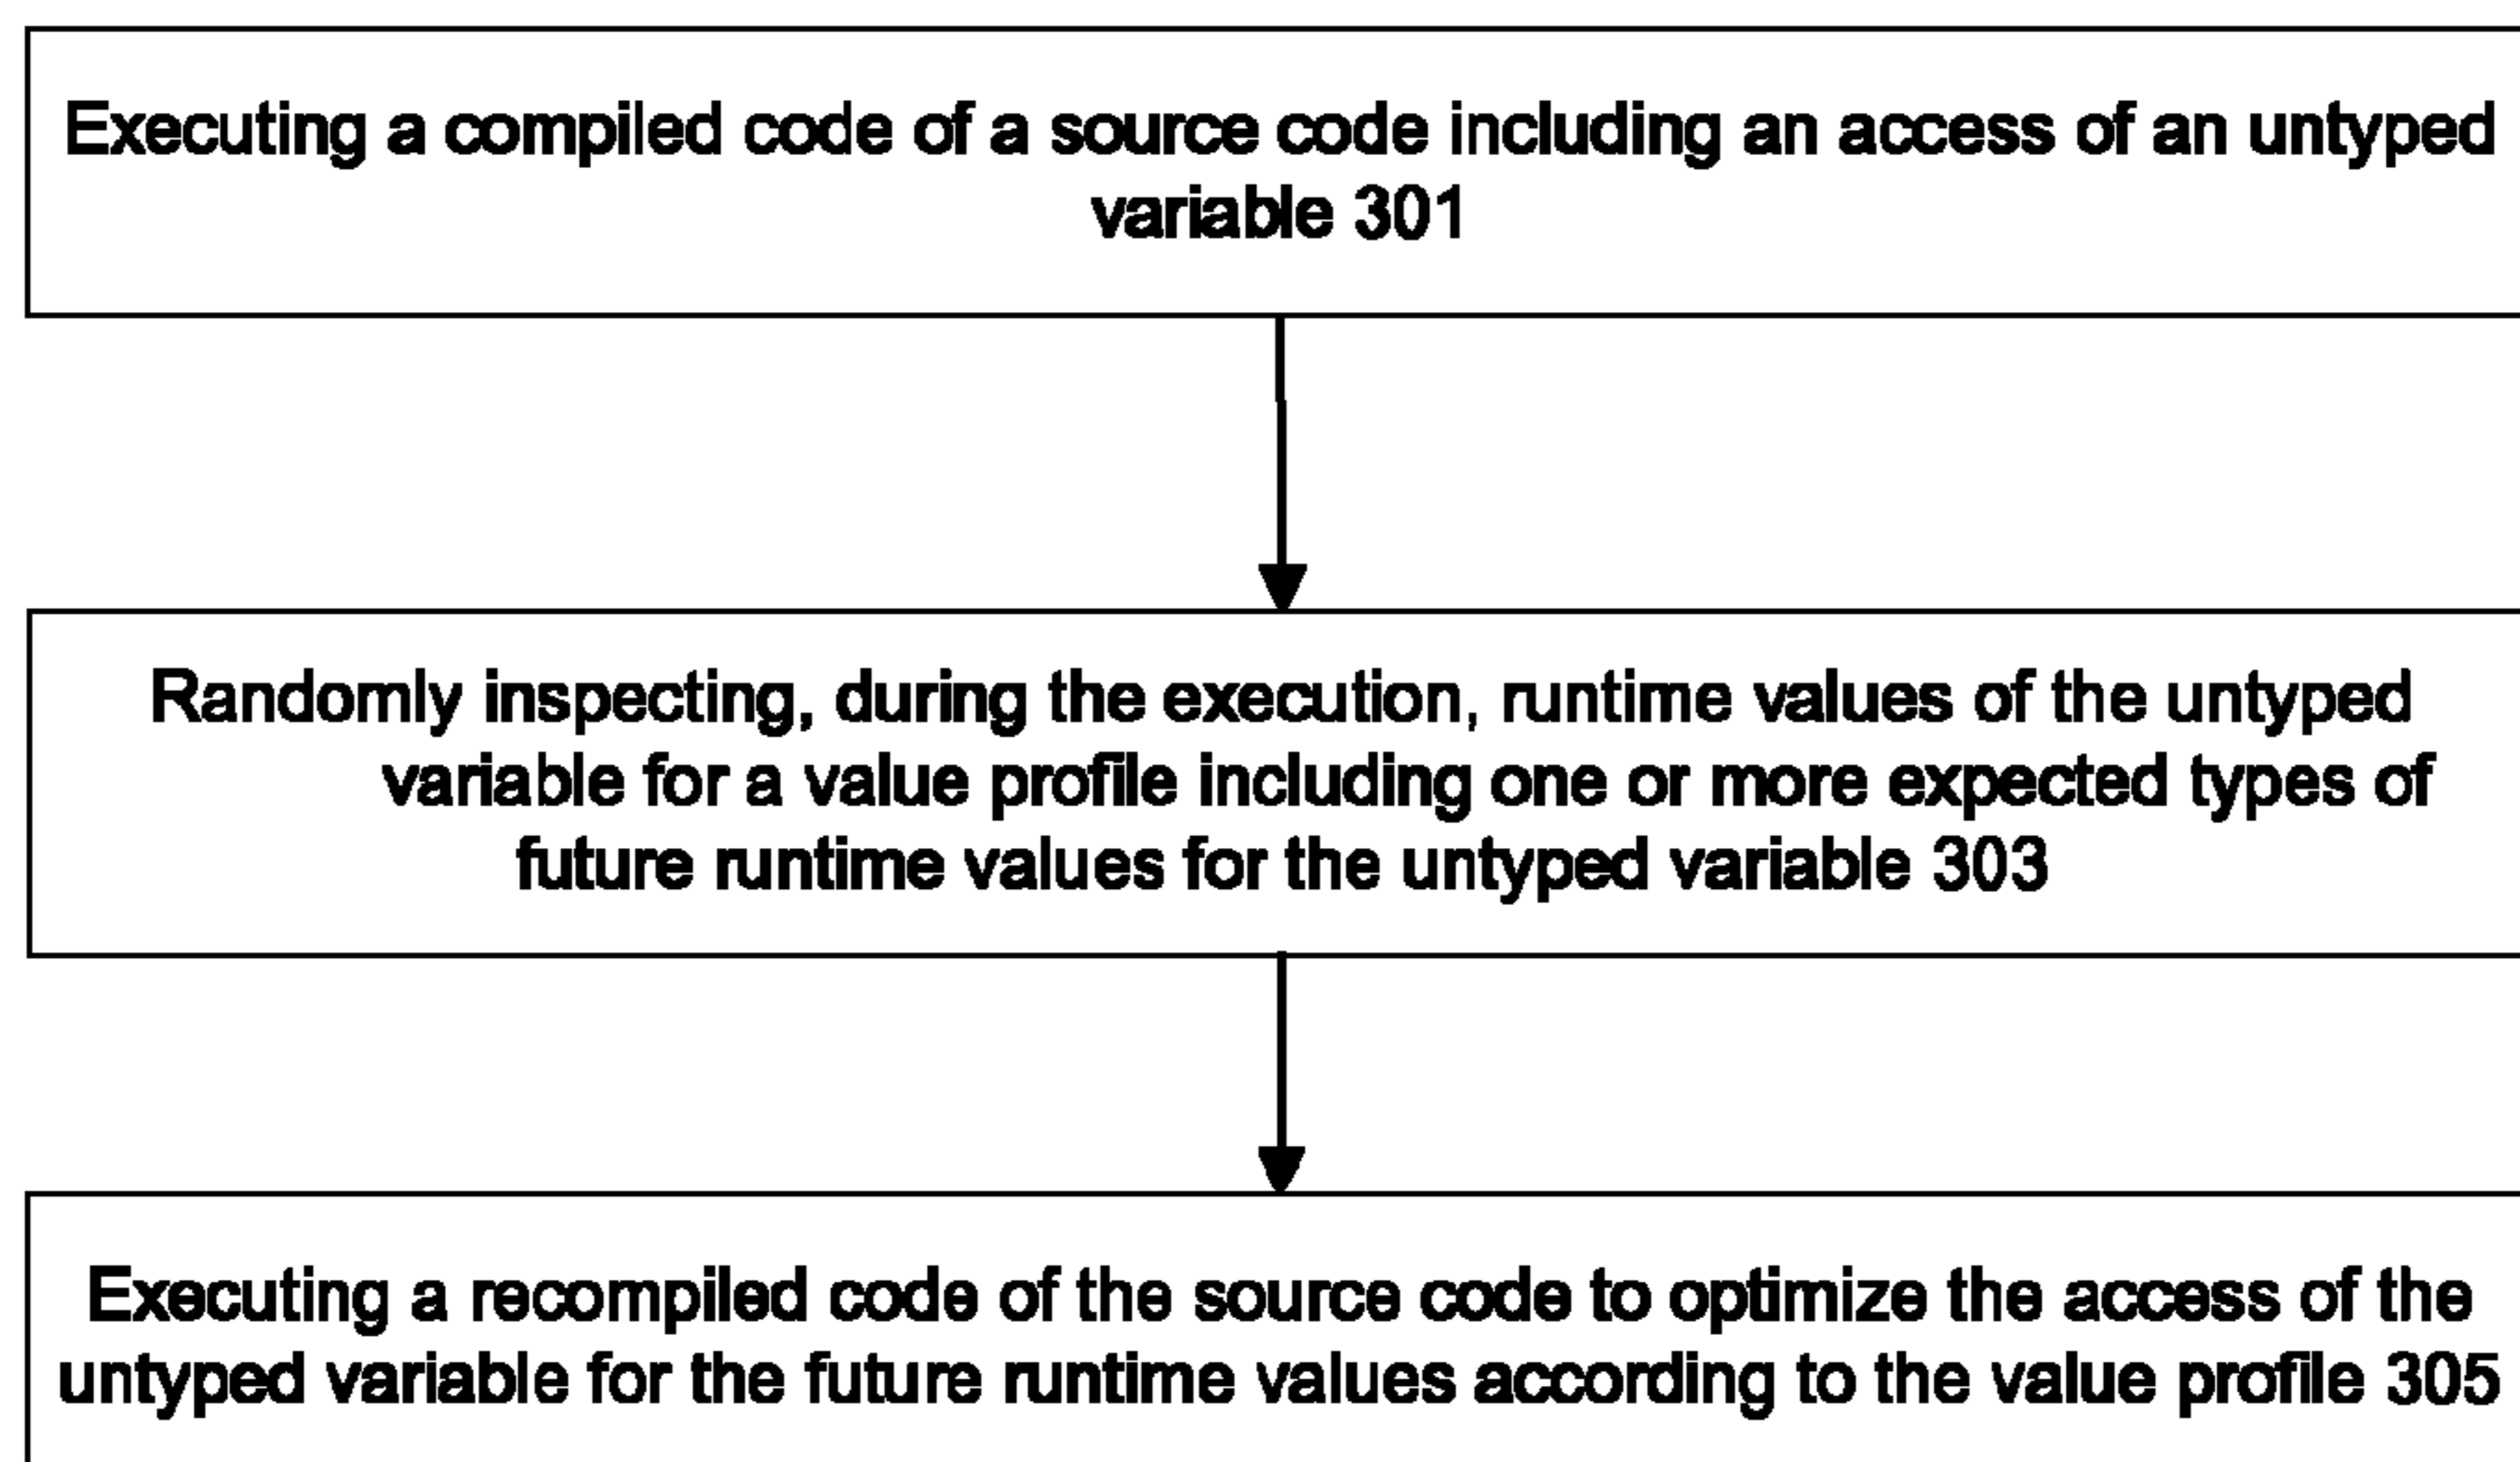 Executing a compiled code of a source code including an access of an untyped
variable 301
Randomly inspecting, during the execution, runtime values of the untyped
variable for a value profile including one or more expected types of
future runtime values for the untyped variable 303
Executing a recompiled code of the source code to optimize the access of the
untyped variable for the future runtime values according to the value profile 305